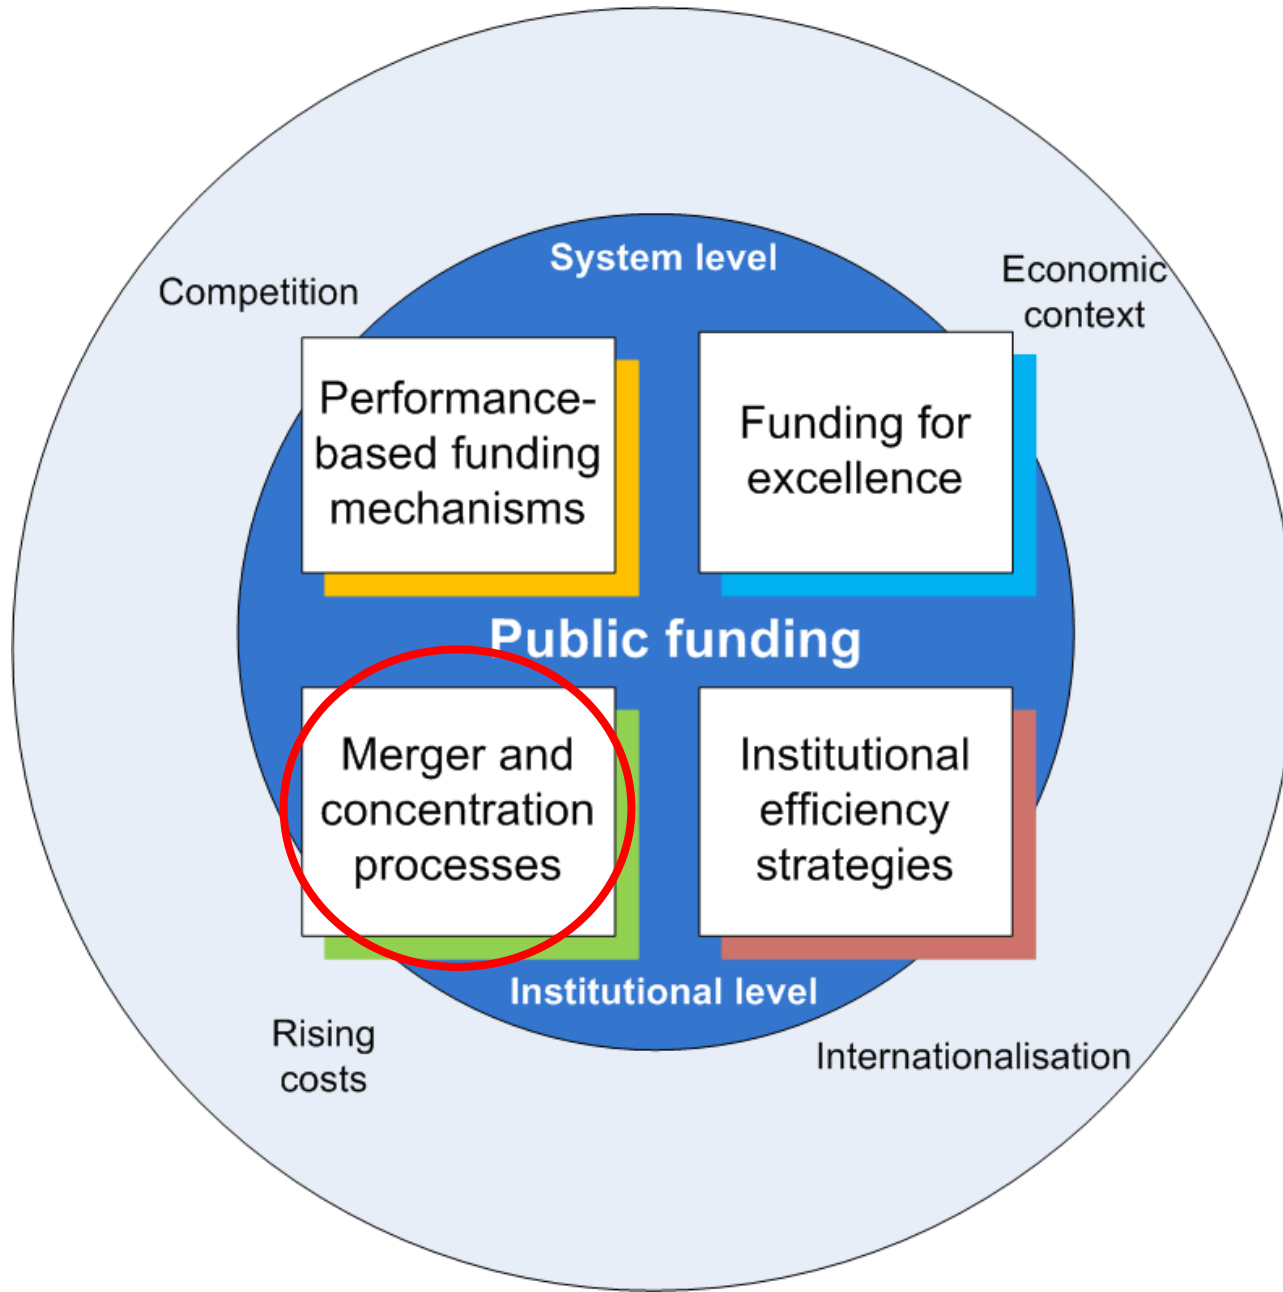 System level
Competition
Economic
context
Performance-
based funding
mechanisms
Funding for
excellence
Public funding
Merger and
concentration
processes
Institutional
efficiency
strategies
Institutional level
Rising
costs
Internationalisation